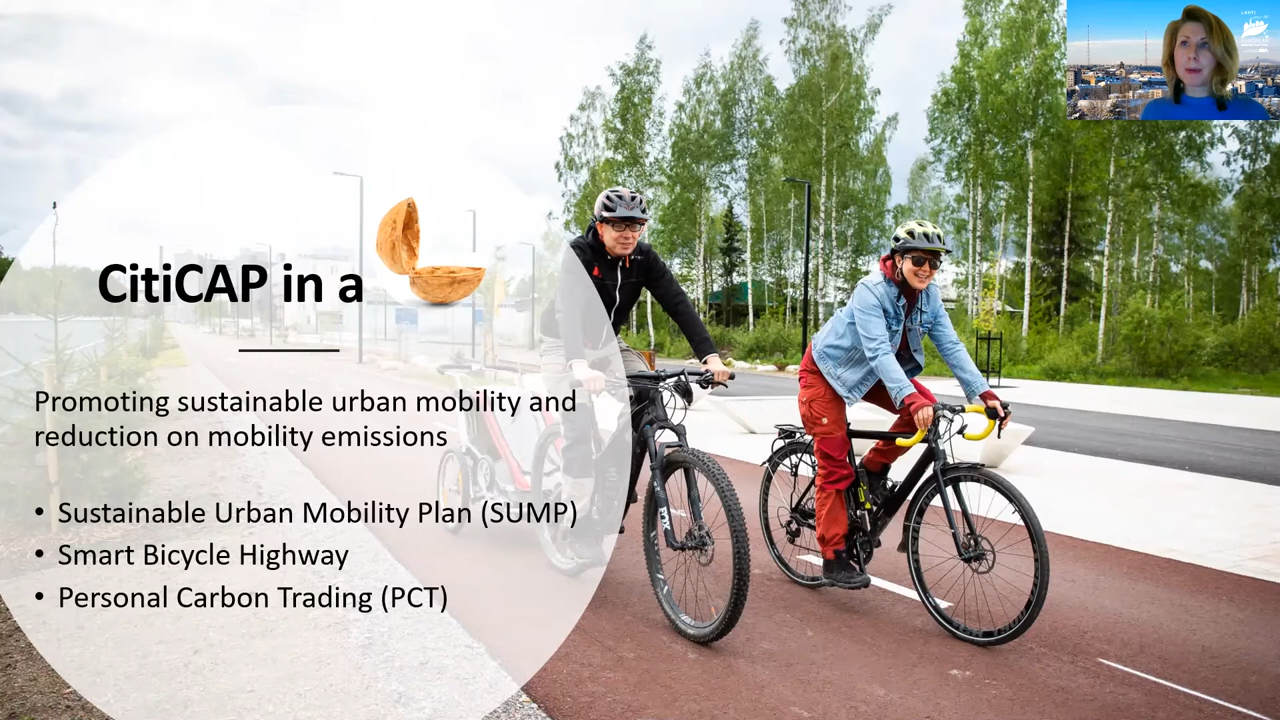 CitiCAP in a
Promoting sustainable urban mobility and
reduction on mobility emissions
• Sustainable Urban Mobility Plan (SUMP)
• Smart Bicycle Highway
• Personal Carbon Trading (PCT)
LAHTI